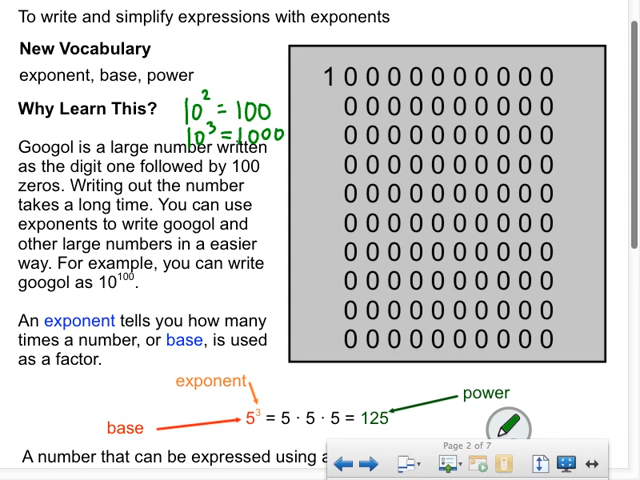 To write and simplify expressions with exponents
New Vocabulary
exponent, base, power
Why Learn This?
10² = 100
10³ = 1000
Googol is a large number written
as the digit one followed by 100
zeros. Writing out the number
takes a long time. You can use
exponents to write googol and
other large numbers in a easier
way. For example, you can write
googol as 10¹⁰⁰.
An exponent tells you how many
times a number, or base, is used
as a factor.
1 0 0 0 0 0 0 0 0 0 0
0 0 0 0 0 0 0 0 0 0
0 0 0 0 0 0 0 0 0 0
0 0 0 0 0 0 0 0 0 0
0 0 0 0 0 0 0 0 0 0
0 0 0 0 0 0 0 0 0 0
0 0 0 0 0 0 0 0 0 0
0 0 0 0 0 0 0 0 0 0
0 0 0 0 0 0 0 0 0 0
0 0 0 0 0 0 0 0 0 0
exponent
power
5³ = 5 · 5 · 5 = 125
base
A number that can be expressed using a
Page 2 of 7